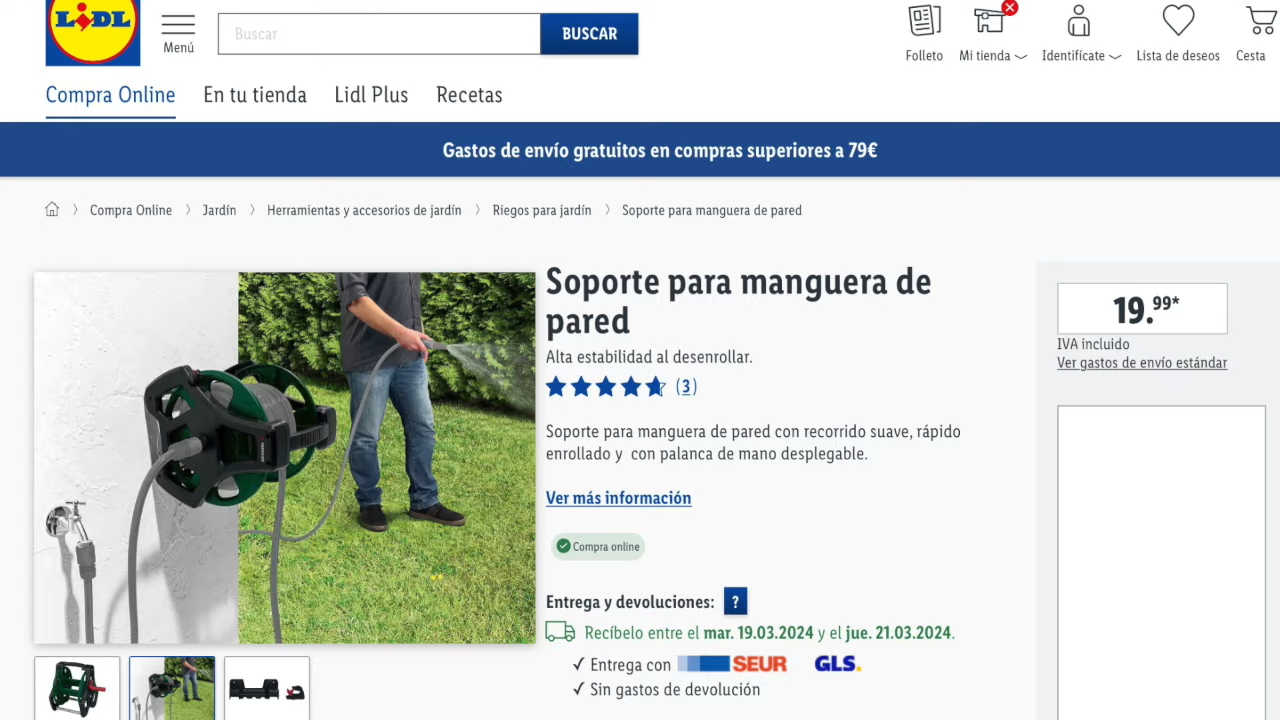 LIDL
Menú
Buscar
BUSCAR
Folleto
Mi tienda
Identifícate
Lista de deseos
Cesta
Compra Online
En tu tienda
Lidl Plus
Recetas
Gastos de envío gratuitos en compras superiores a 79€
Compra Online
Jardín
Herramientas y accesorios de jardín
Riegos para jardín
Soporte para manguera de pared
Soporte para manguera de
pared
Alta estabilidad al desenrollar.
(3)
Soporte para manguera de pared con recorrido suave, rápido
enrollado y con palanca de mano desplegable.
Ver más información
Compra online
Entrega y devoluciones: ?
Recíbelo entre el mar. 19.03.2024 y el jue. 21.03.2024.
✓ Entrega con SEUR GLS.
✓ Sin gastos de devolución
19.99*
IVA incluido
Ver gastos de envío estándar